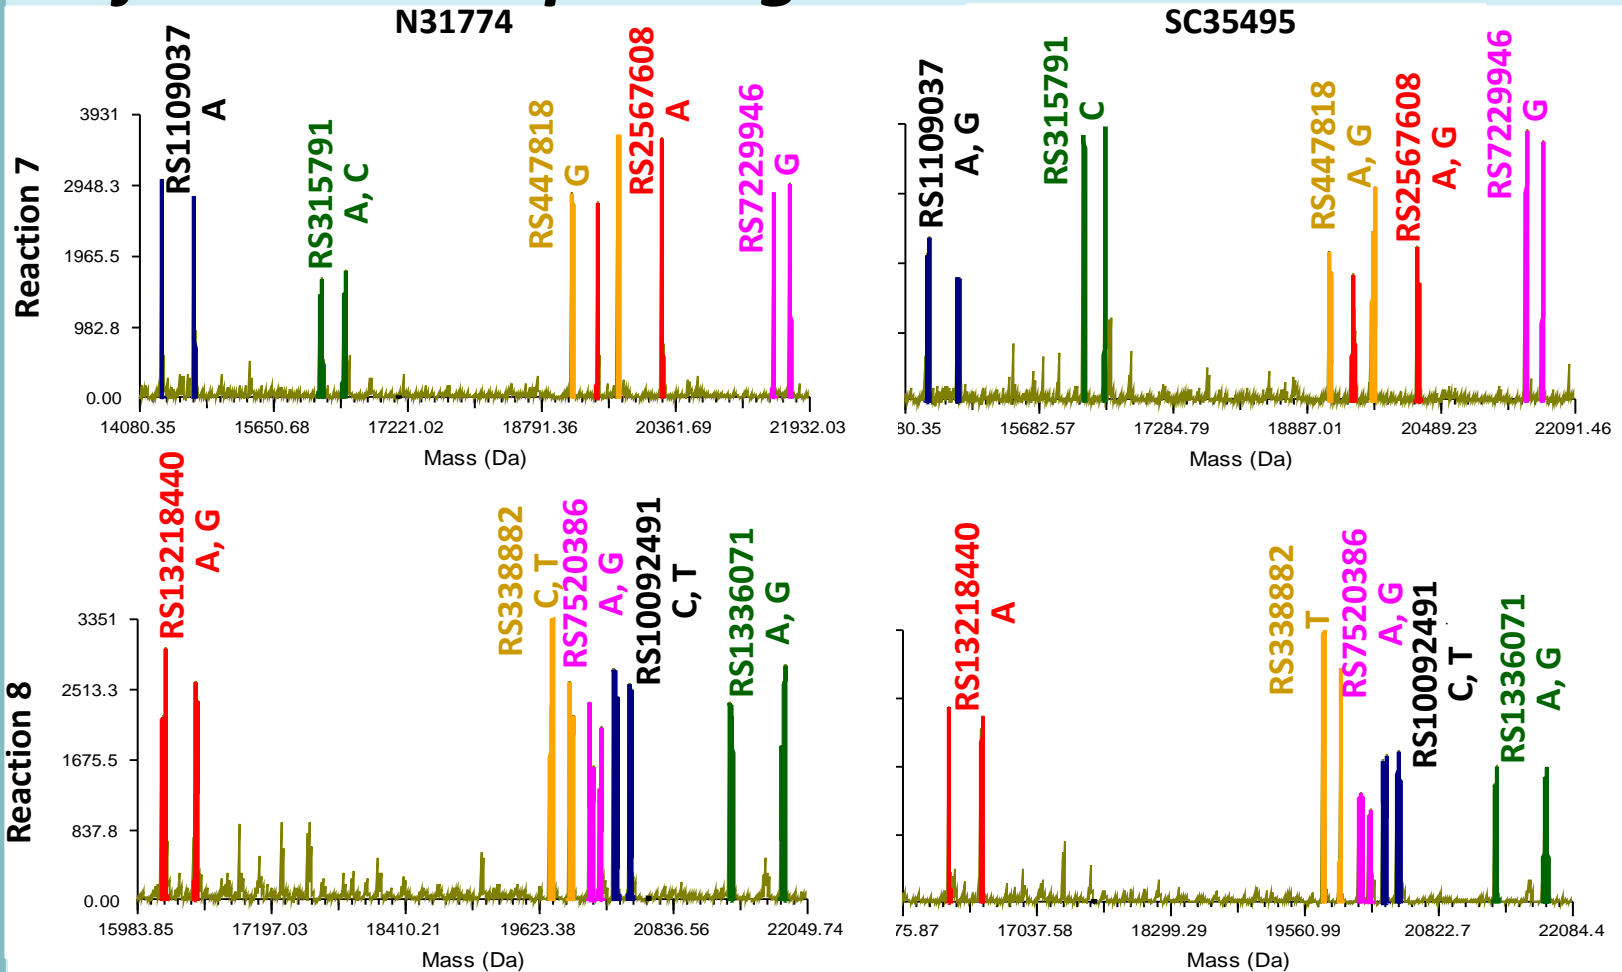 N31774
SC35495
Reaction 7
RS1109037
A
RS315791
A, C
RS447818
G
RS2567608
A
RS7229946
G
3931
2948.3
1965.5
982.8
0.00
14080.35
15650.68
17221.02
18791.36
20361.69
21932.03
Mass (Da)
RS1109037
A, G
RS315791
C
RS447818
A, G
RS2567608
A, G
RS7229946
G
80.35
15682.57
17284.79
18887.01
20489.23
22091.46
Mass (Da)
Reaction 8
RS13218440
A, G
RS338882
C, T
RS7520386
A, G
RS10092491
C, T
RS1336071
A, G
3351
2513.3
1675.5
837.8
0.00
15983.85
17197.03
18410.21
19623.38
20836.56
22049.74
Mass (Da)
RS13218440
A
RS338882
T
RS7520386
A, G
RS10092491
C, T
RS1336071
A, G
75.87
17037.58
18299.29
19560.99
20822.7
22084.4
Mass (Da)